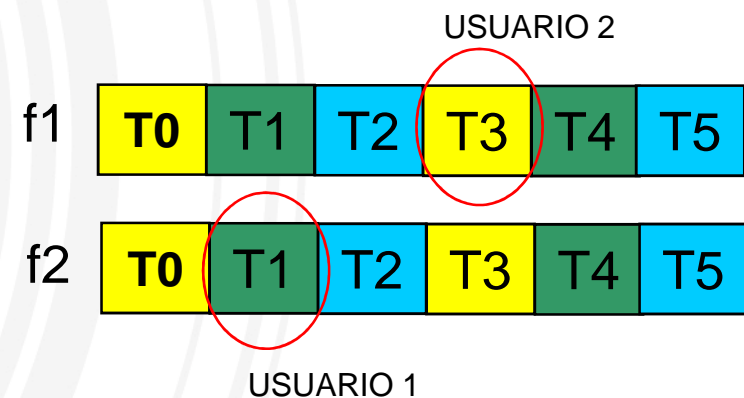 USUARIO 2
f1 T0 T1 T2 T3 T4 T5
f2 T0 T1 T2 T3 T4 T5
USUARIO 1